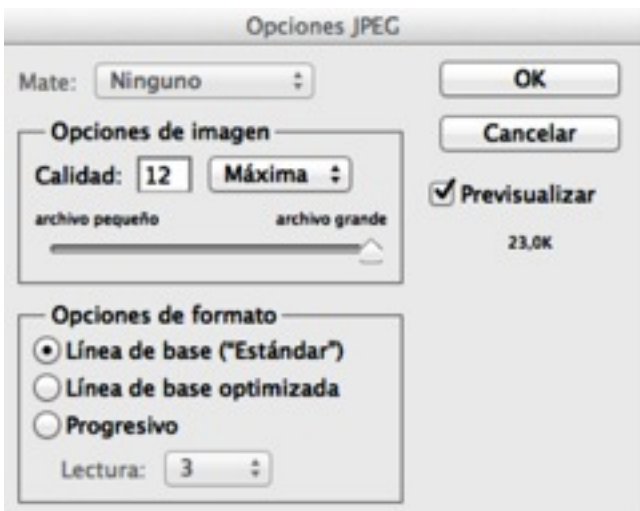 Opciones JPEG
Mate: Ninguno
OK
Opciones de imagen
Cancelar
Calidad: 12 Máxima
Previsualizar
archivo pequeño archivo grande
23,0K
Opciones de formato
Línea de base ("Estándar")
Línea de base optimizada
Progresivo
Lectura: 3